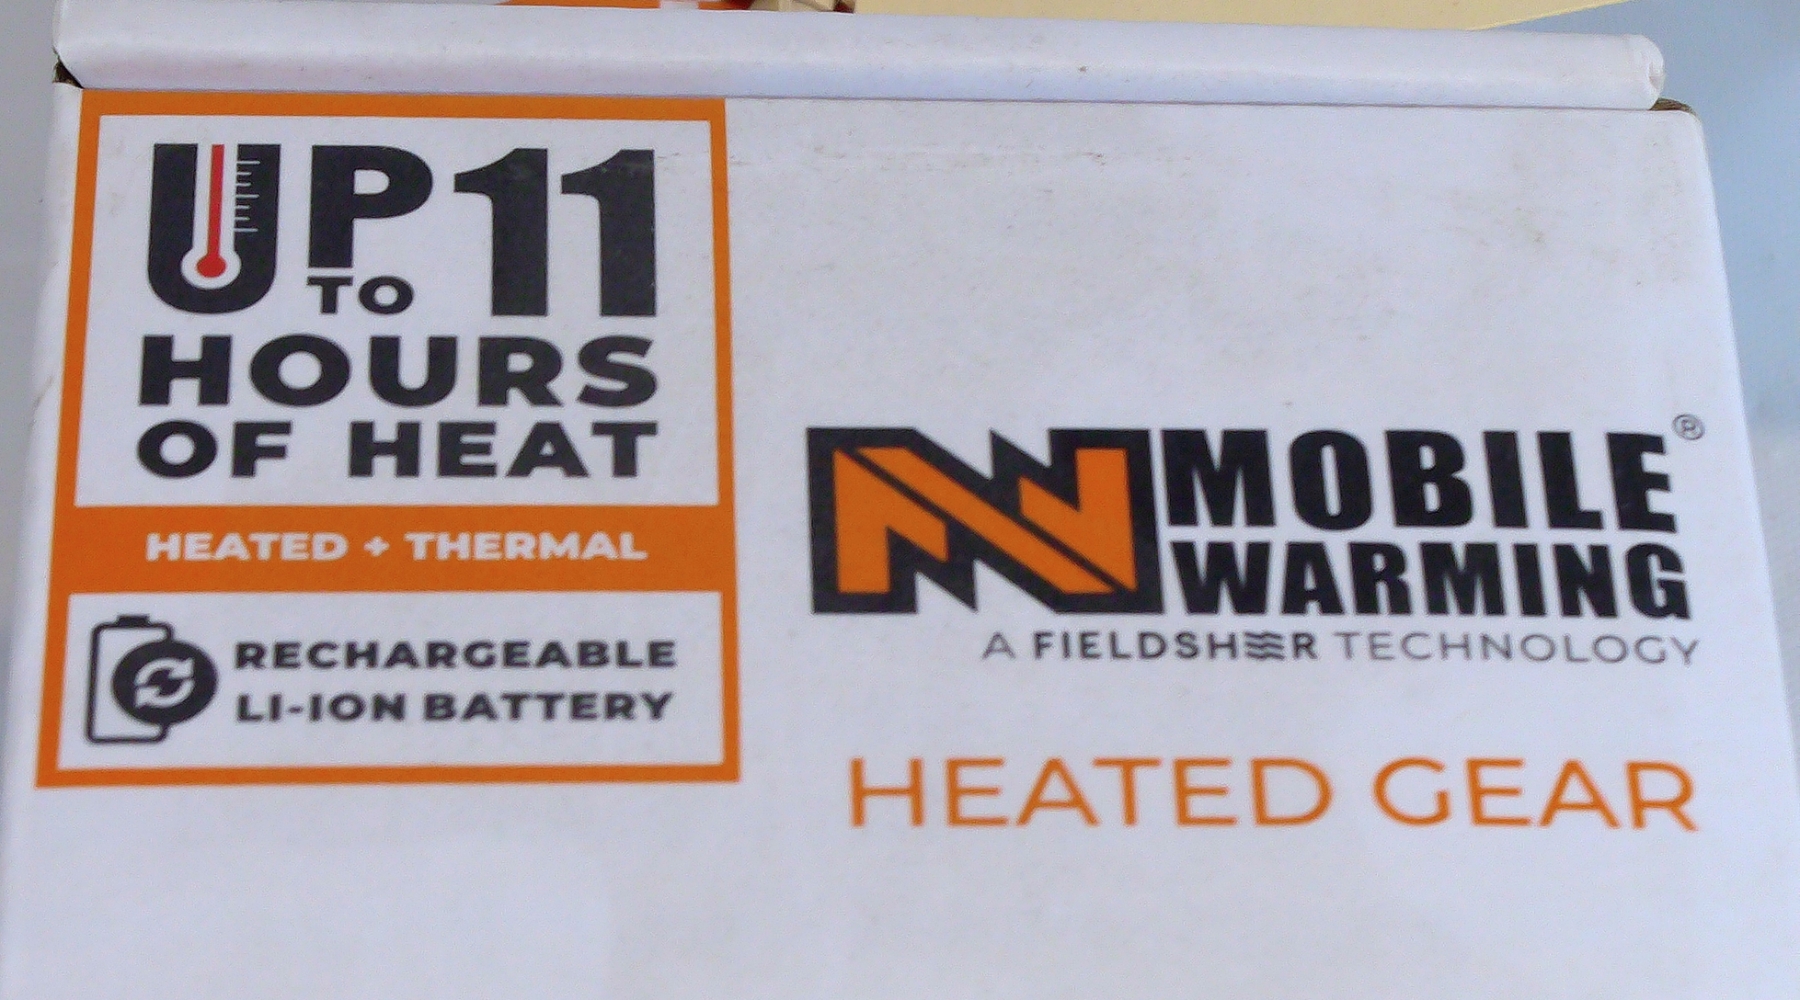 UP TO 11
HOURS
OF HEAT
HEATED + THERMAL
RECHARGEABLE
LI-ION BATTERY
MOBILE®
WARMING
A FIELDSHEER TECHNOLOGY
HEATED GEAR